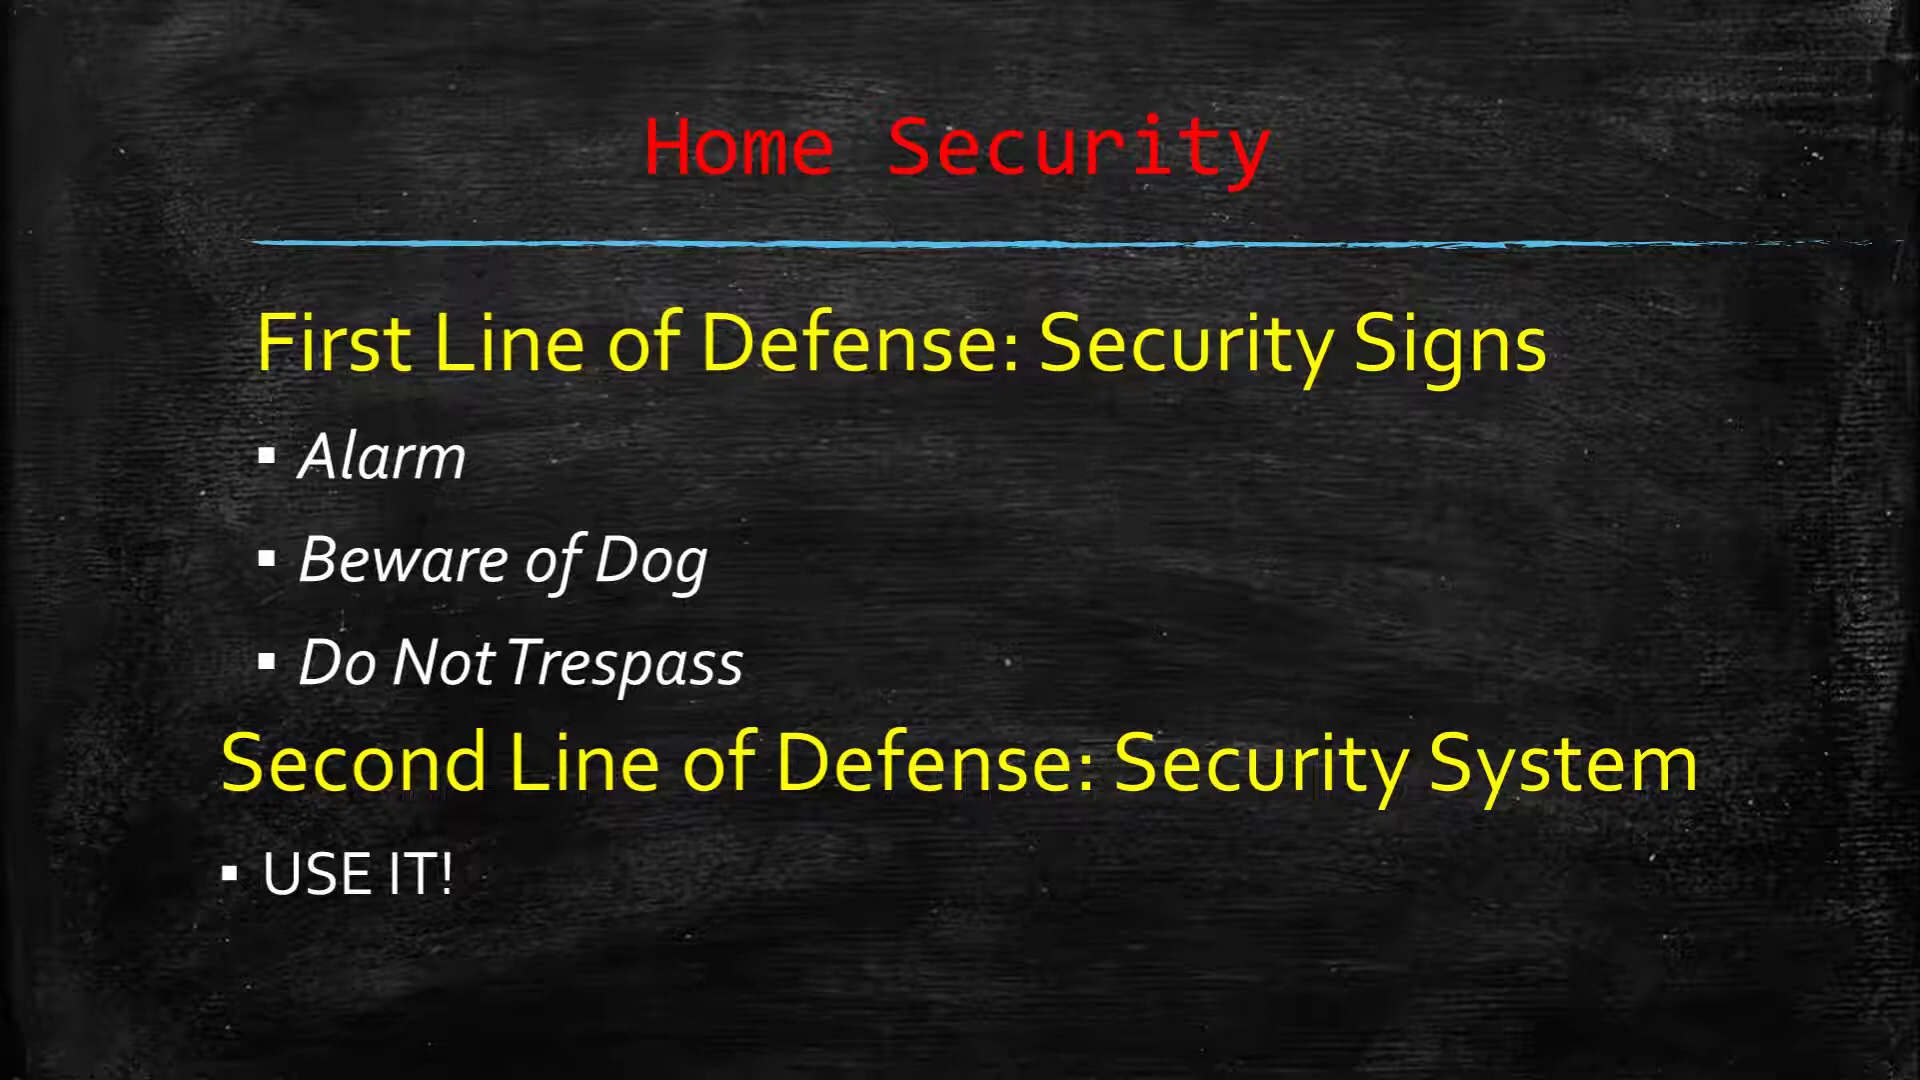 Home Security
First Line of Defense: Security Signs
▪ Alarm
▪ Beware of Dog
▪ Do Not Trespass
Second Line of Defense: Security System
▪ USE IT!